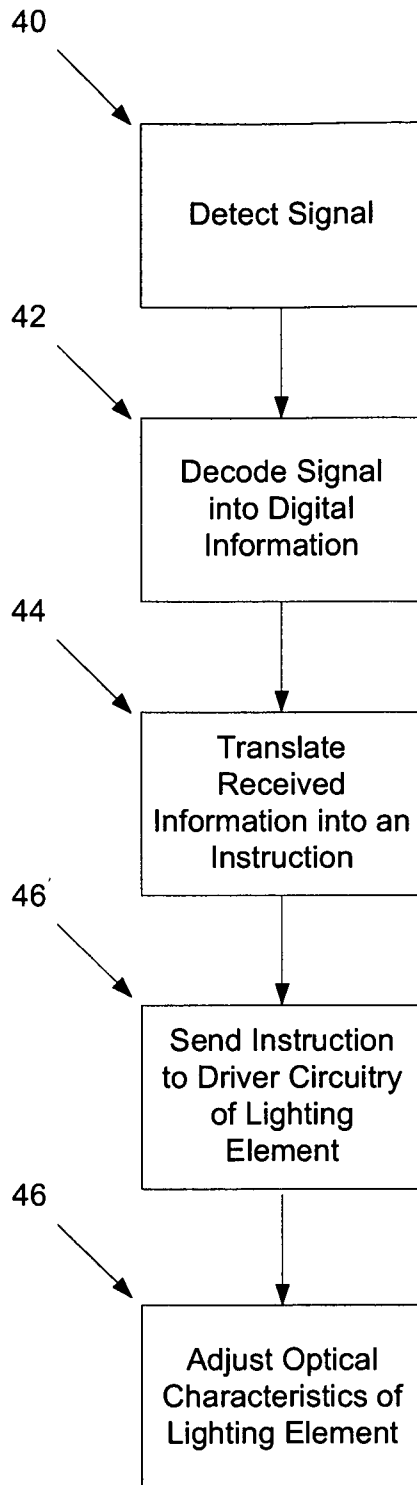 40
Detect Signal
42
Decode Signal
into Digital
Information
44
Translate
Received
Information into an
Instruction
46
Send Instruction
to Driver Circuitry
of Lighting
Element
46
Adjust Optical
Characteristics of
Lighting Element